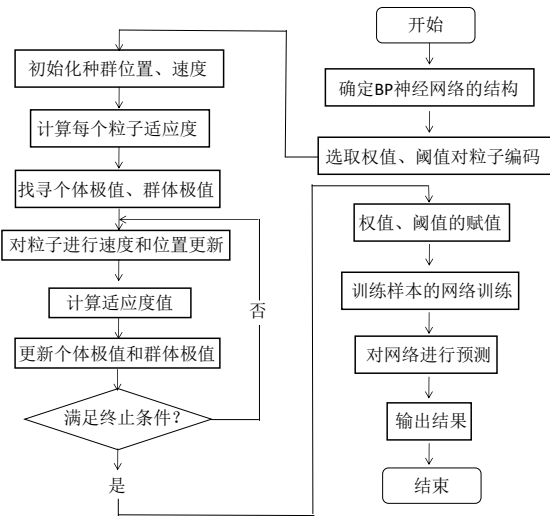 开始
确定BP神经网络的结构
选取权值、阈值对粒子编码
初始化种群位置、速度
计算每个粒子适应度
找寻个体极值、群体极值
对粒子进行速度和位置更新
计算适应度值
更新个体极值和群体极值
满足终止条件?
否
是
权值、阈值的赋值
训练样本的网络训练
对网络进行预测
输出结果
结束